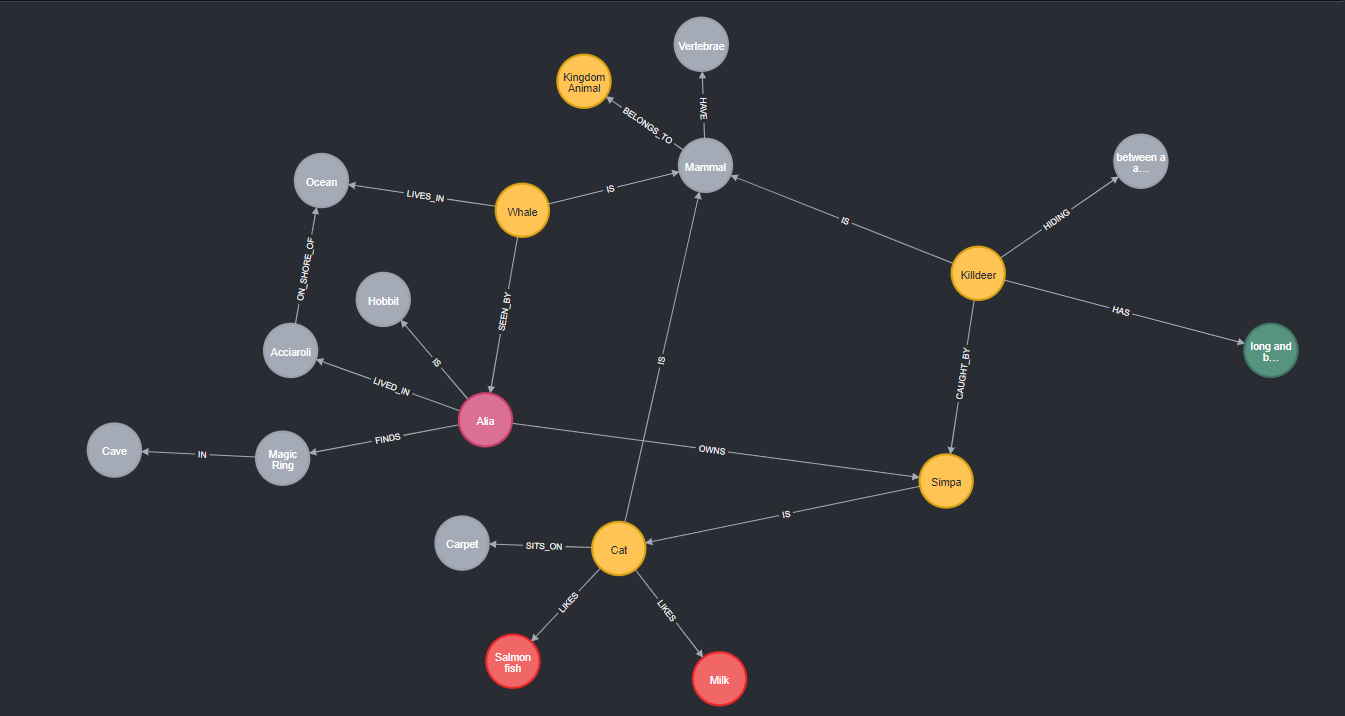 Verlebrae
Kingdom
Animal
HAVE
BELONGS_TO
Mammal
between a
a...
Ocean
LIVES_IN
IS
Whale
IS
HIDING
ON_SHORE_OF
Killdeer
Hobbit
SEEN_BY
HAS
Acciaroli
IS
IS
long and
b...
LIVED_IN
CAUGHT_BY
Alia
FINDS
Cave
IN
Magic
Ring
OWNS
Simpa
IS
Carpet
SITS_ON
Cat
LIKES
LIKES
Salmon
fish
Milk